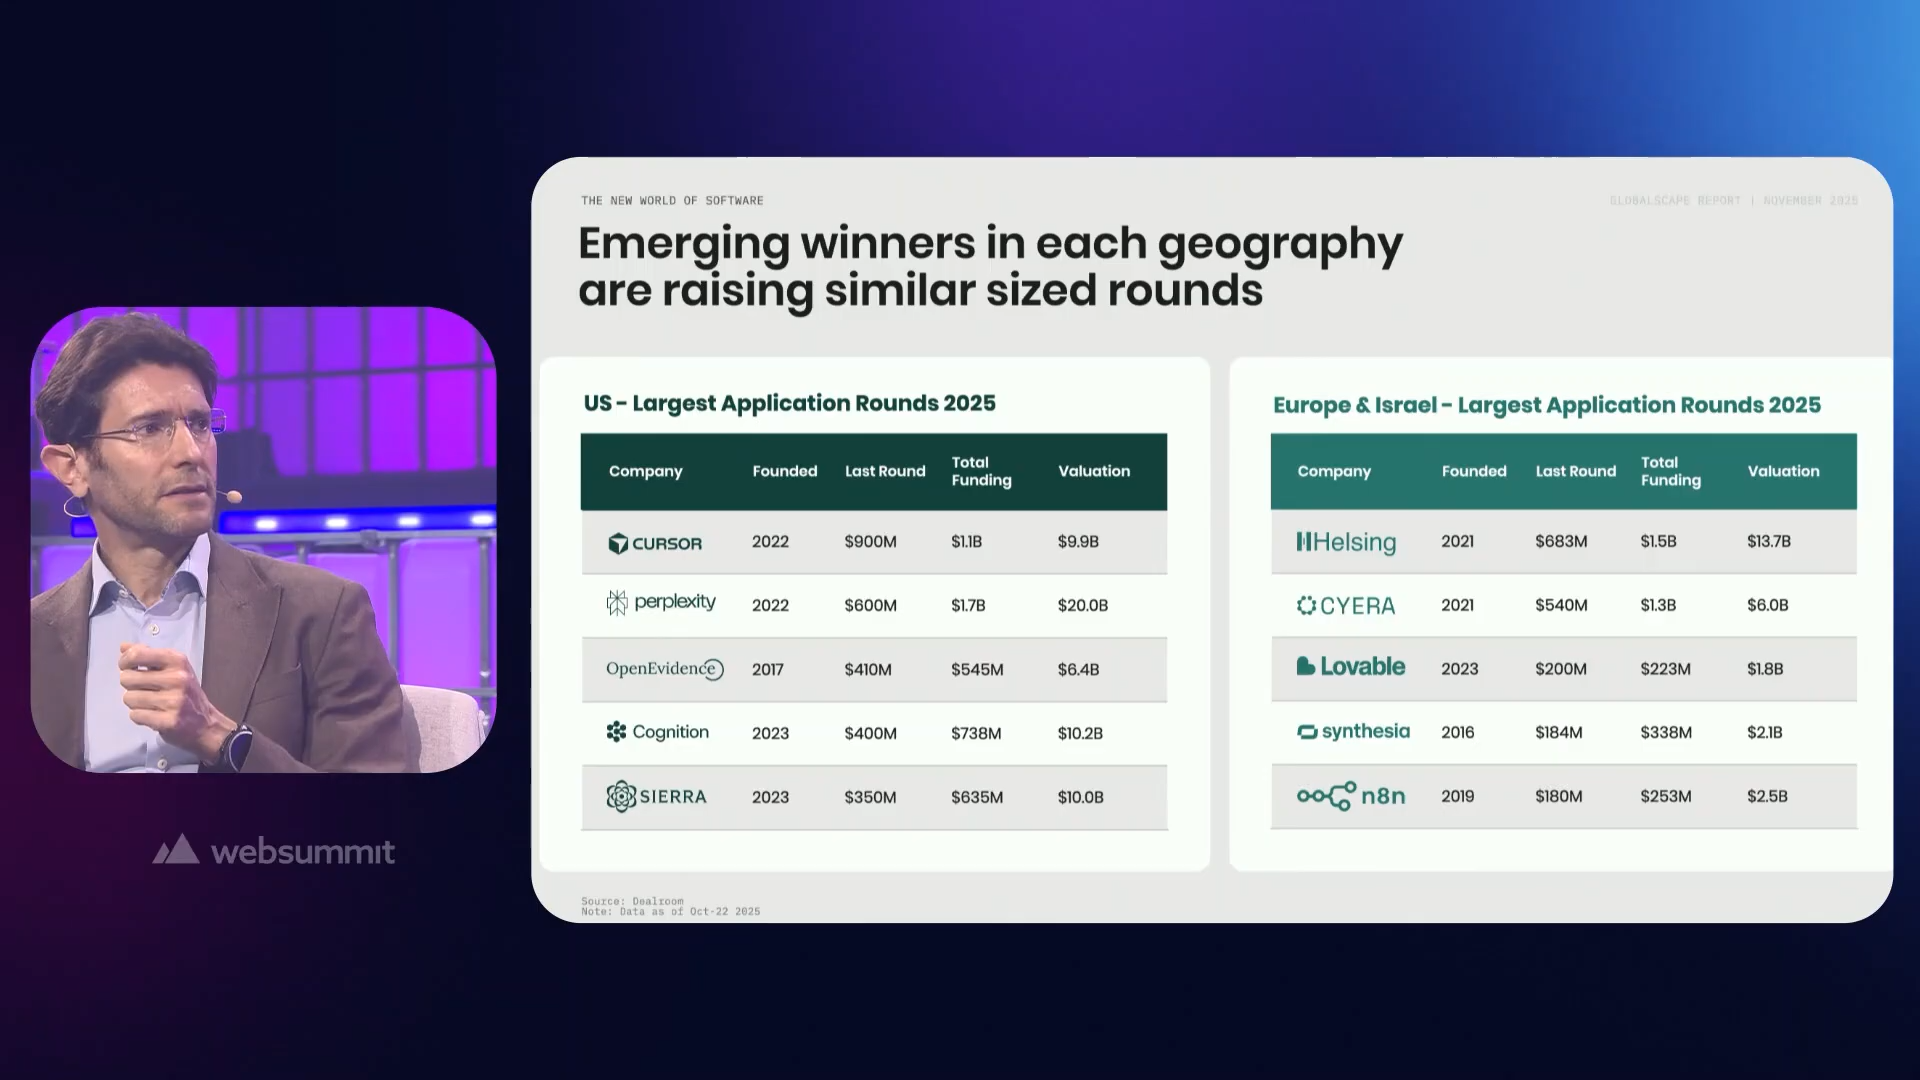 THE NEW WORLD OF SOFTWARE
GLOBALSCAPE REPORT | NOVEMBER 2025
Emerging winners in each geography
are raising similar sized rounds
US - Largest Application Rounds 2025
Company Founded Last Round Total Funding Valuation
CURSOR 2022 $900M $1.1B $9.9B
perplexity 2022 $600M $1.7B $20.0B
OpenEvidence 2017 $410M $545M $6.4B
Cognition 2023 $400M $738M $10.2B
SIERRA 2023 $350M $635M $10.0B
Europe & Israel - Largest Application Rounds 2025
Company Founded Last Round Total Funding Valuation
Helsing 2021 $683M $1.5B $13.7B
CYERA 2021 $540M $1.3B $6.0B
Lovable 2023 $200M $223M $1.8B
synthesia 2016 $184M $338M $2.1B
n8n 2019 $180M $253M $2.5B
Source: Dealroom
Note: Data as of Oct-22 2025
websummit